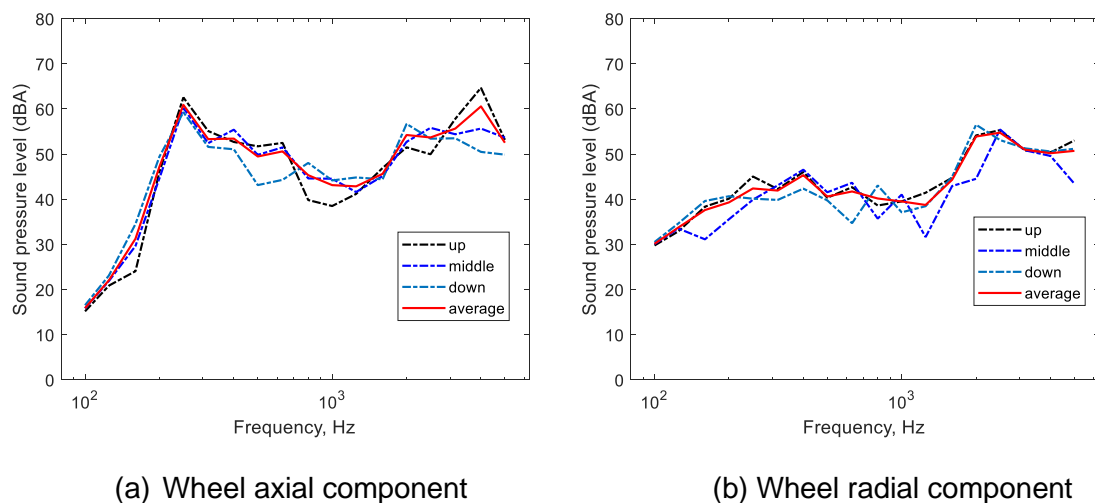 80
70
60
50
40
30
20
10
0
Sound pressure level (dBA)
10²
10³
Frequency, Hz
up
middle
down
average
(a) Wheel axial component
80
70
60
50
40
30
20
10
0
Sound pressure level (dBA)
10²
10³
Frequency, Hz
up
middle
down
average
(b) Wheel radial component